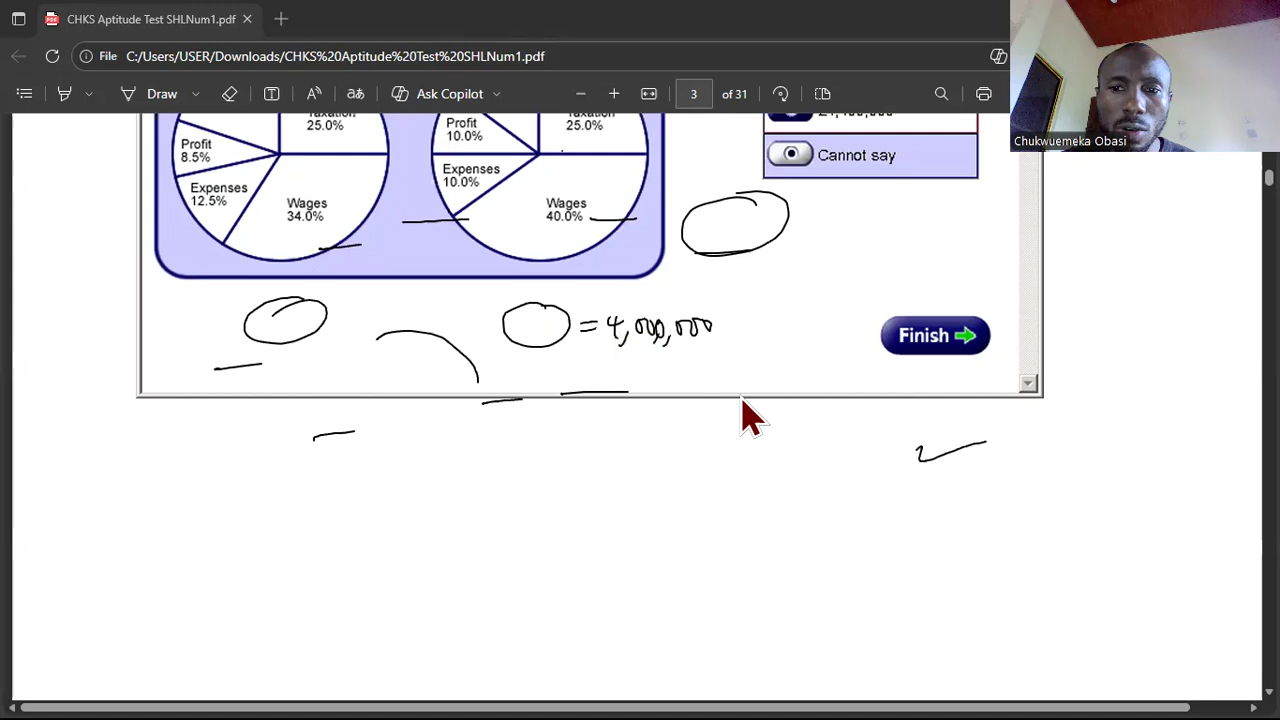 CHKS Aptitude Test SHLNum1.pdf
File C:/Users/USER/Downloads/CHKS%20Aptitude%20Test%20SHLNum1.pdf
Draw
Ask Copilot
3 of 31
Chukwuemeka Obasi
Taxation
25.0%
Profit
8.5%
Expenses
12.5%
Wages
34.0%
Taxation
25.0%
Profit
10.0%
Expenses
10.0%
Wages
40.0%
Cannot say
= 4,000,000
Finish